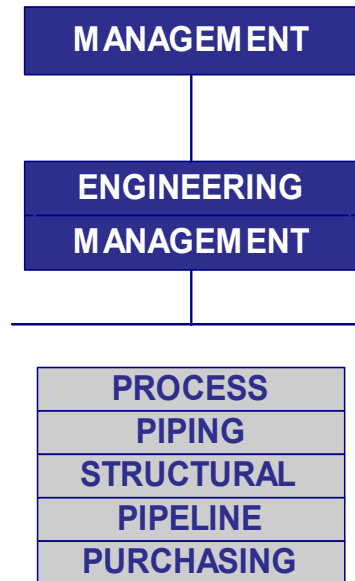 MANAGEMENT
ENGINEERING
MANAGEMENT
PROCESS
PIPING
STRUCTURAL
PIPELINE
PURCHASING